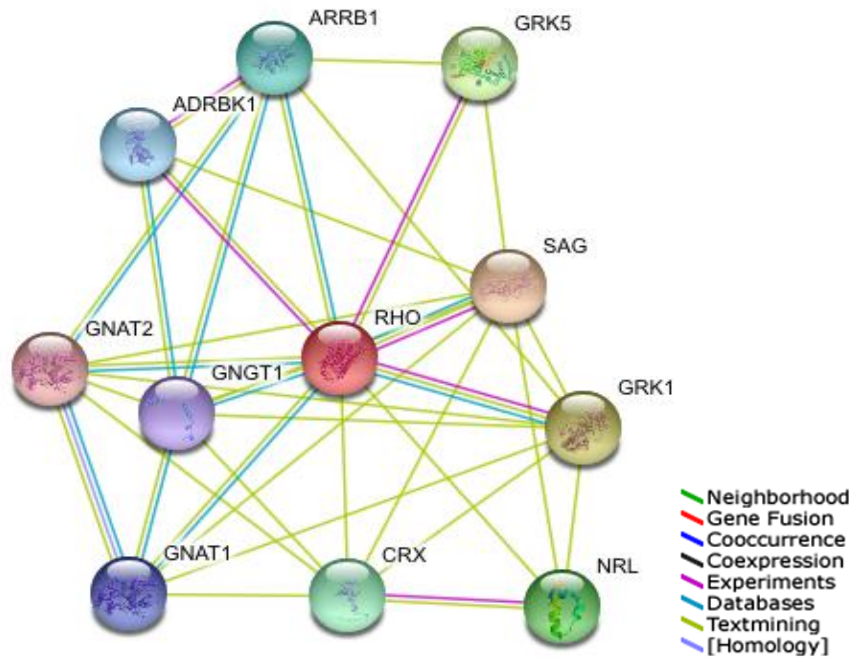 ARRB1
GRK5
ADRBK1
SAG
RHO
GNAT2
GNGT1
GRK1
GNAT1
CRX
NRL
Neighborhood
Gene Fusion
Cooccurrence
Coexpression
Experiments
Databases
Textmining
[Homology]